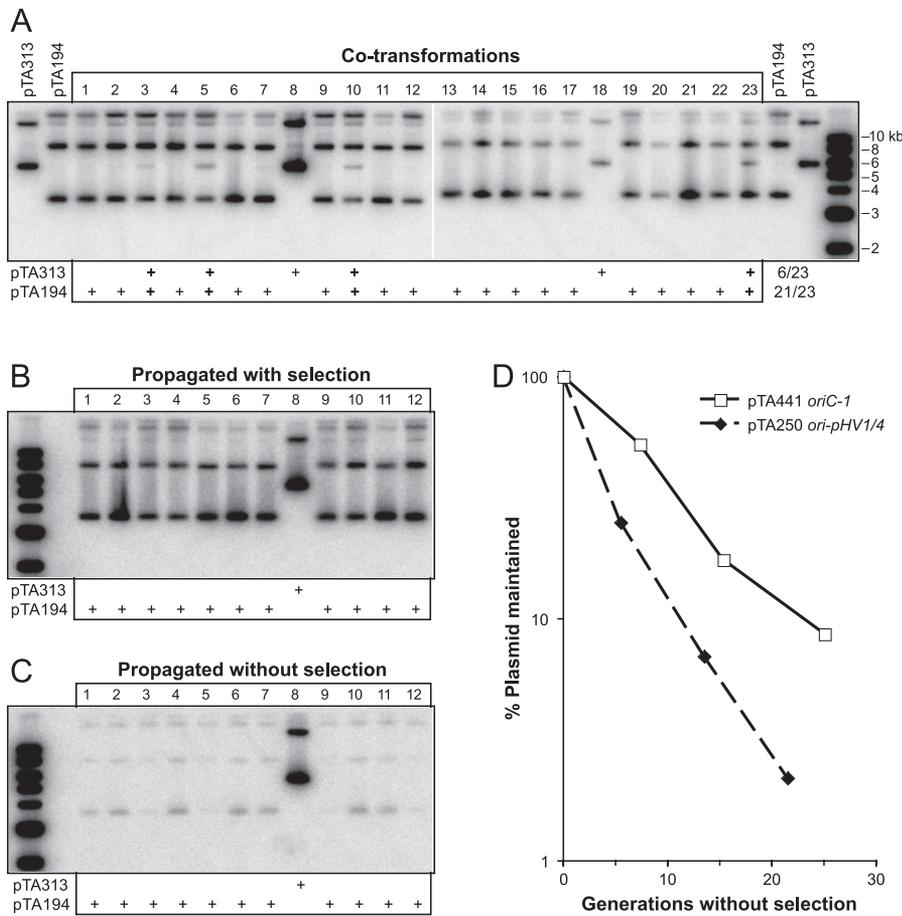 A
pTA313
pTA194
Co-transformations
pTA194
pTA313
1 2 3 4 5 6 7 8 9 10 11 12 13 14 15 16 17 18 19 20 21 22 23
10 kb
8
6
5
4
3
2
pTA313 + + + + + + 6/23
pTA194 + + + + + + + + + + + + + + + + + + + + + 21/23
B
Propagated with selection
1 2 3 4 5 6 7 8 9 10 11 12
pTA313 +
pTA194 + + + + + + + + + + +
C
Propagated without selection
1 2 3 4 5 6 7 8 9 10 11 12
pTA313 +
pTA194 + + + + + + + + + + +
D
% Plasmid maintained
100
10
1
pTA441 oriC-1
pTA250 ori-pHV1/4
0 10 20 30
Generations without selection